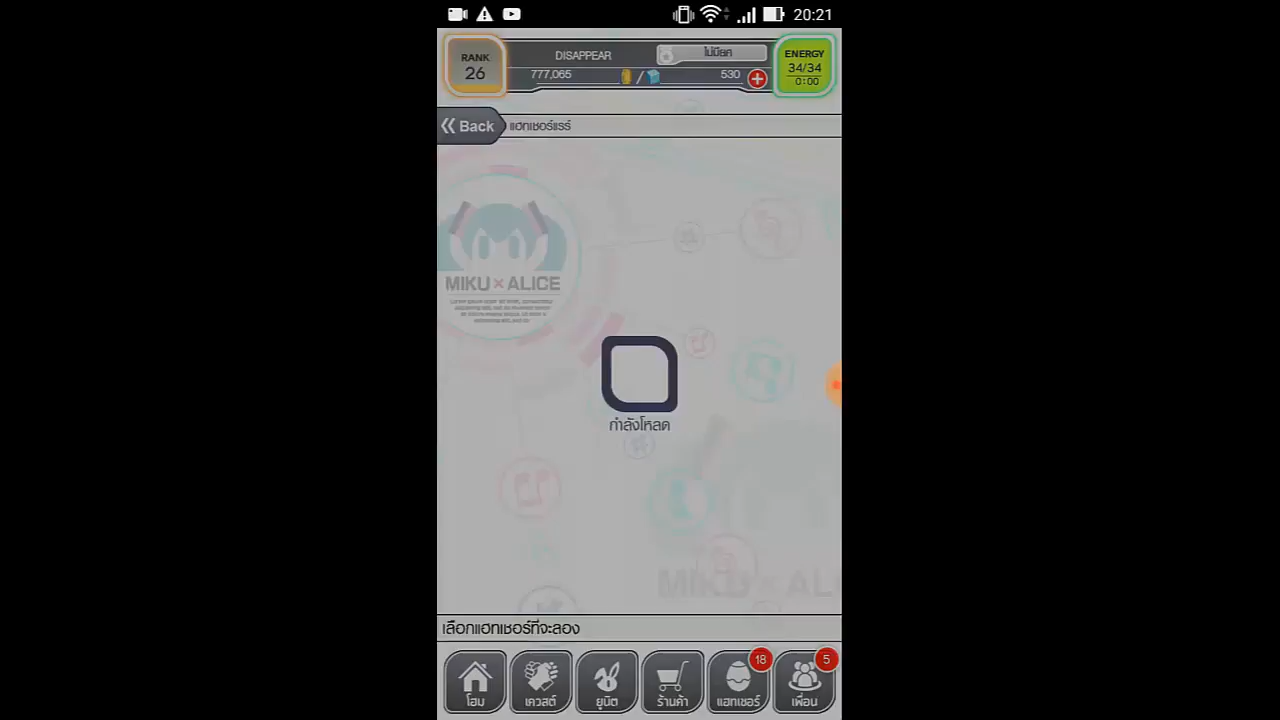 20:21
RANK
26
DISAPPEAR
ไม่มียศ
777,065 / 530
ENERGY
34/34
0:00
Back
แฮทเชอร์แรร์
MIKU×ALICE
กำลังโหลด
MIKU×ALI
เลือกแฮทเชอร์ที่จะลอง
18
5
โฮม
เควสต์
ยูนิต
ร้านค้า
แฮทเชอร์
เพื่อน